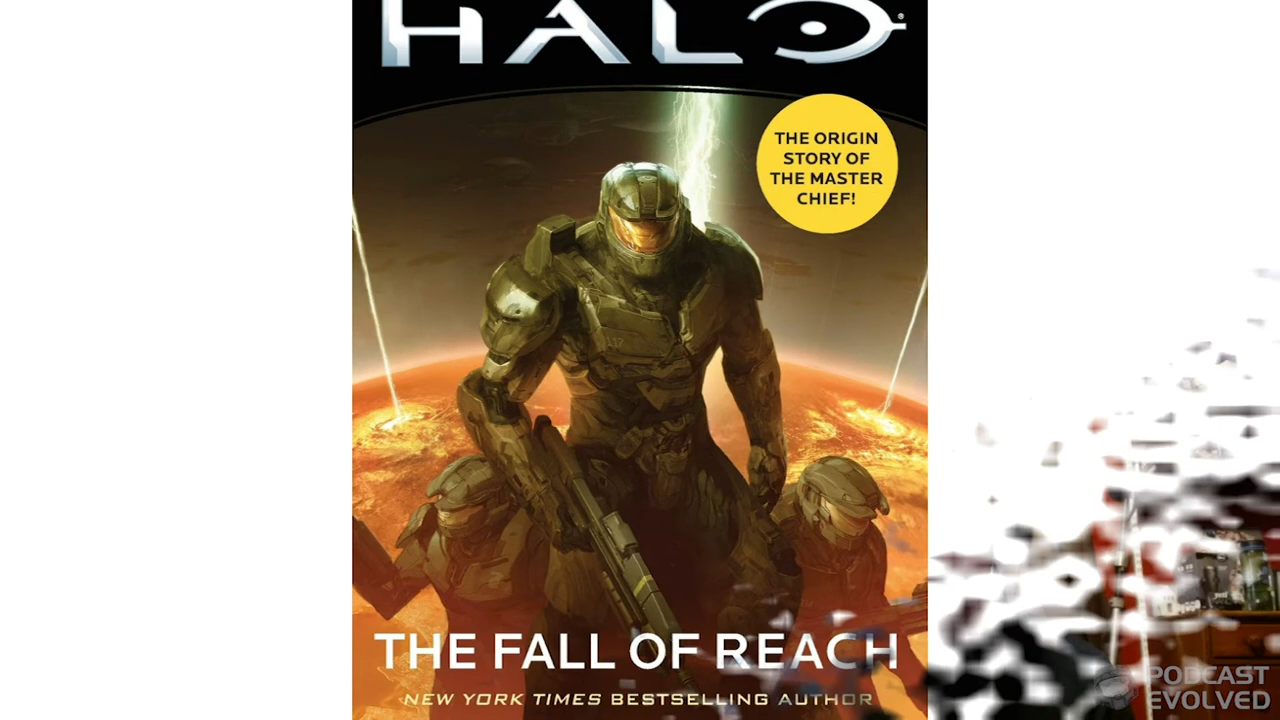 HALO®
THE ORIGIN
STORY OF
THE MASTER
CHIEF!
117
THE FALL OF REACH
NEW YORK TIMES BESTSELLING AUTHOR
PODCAST
EVOLVED